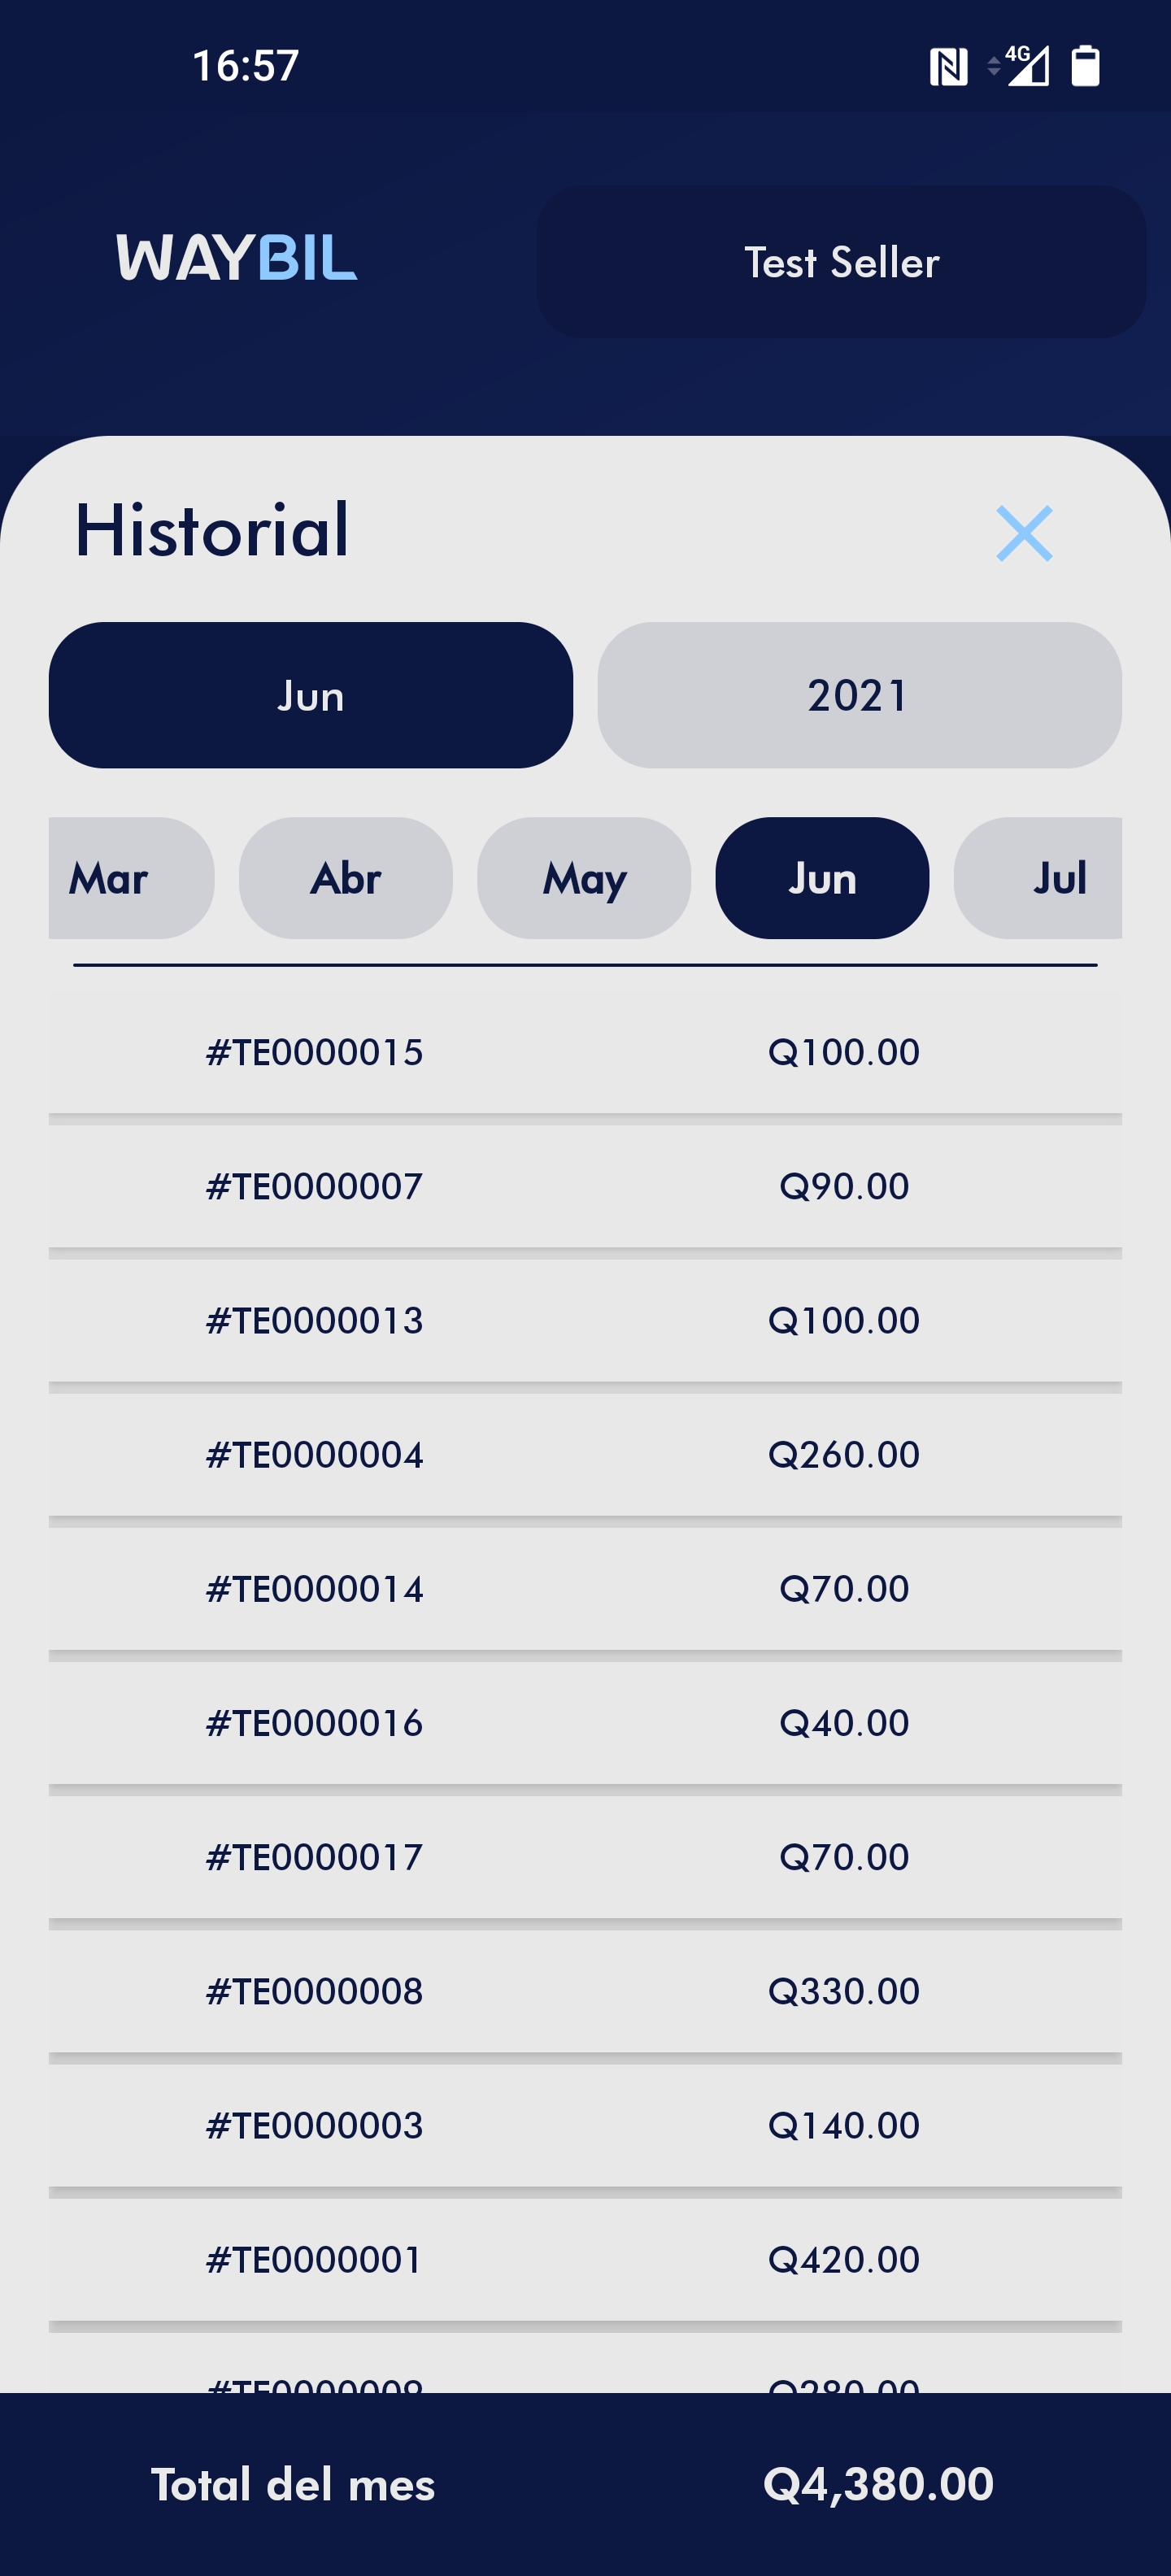 16:57
4G
WAYBIL
Test Seller
Historial
Jun 2021
Mar Abr May Jun Jul
#TE0000015 Q100.00
#TE0000007 Q90.00
#TE0000013 Q100.00
#TE0000004 Q260.00
#TE0000014 Q70.00
#TE0000016 Q40.00
#TE0000017 Q70.00
#TE0000008 Q330.00
#TE0000003 Q140.00
#TE0000001 Q420.00
Total del mes Q4,380.00